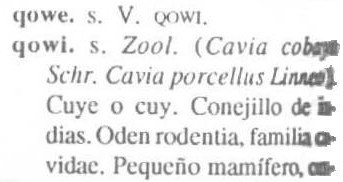 qowe. s. V. QOWI.
qowi. s. Zool. (Cavia cobaya
Schr. Cavia porcellus Linneo).
Cuye o cuy. Conejillo de in-
dias. Oden rodentia, familia ca-
vidae. Pequeño mamífero,